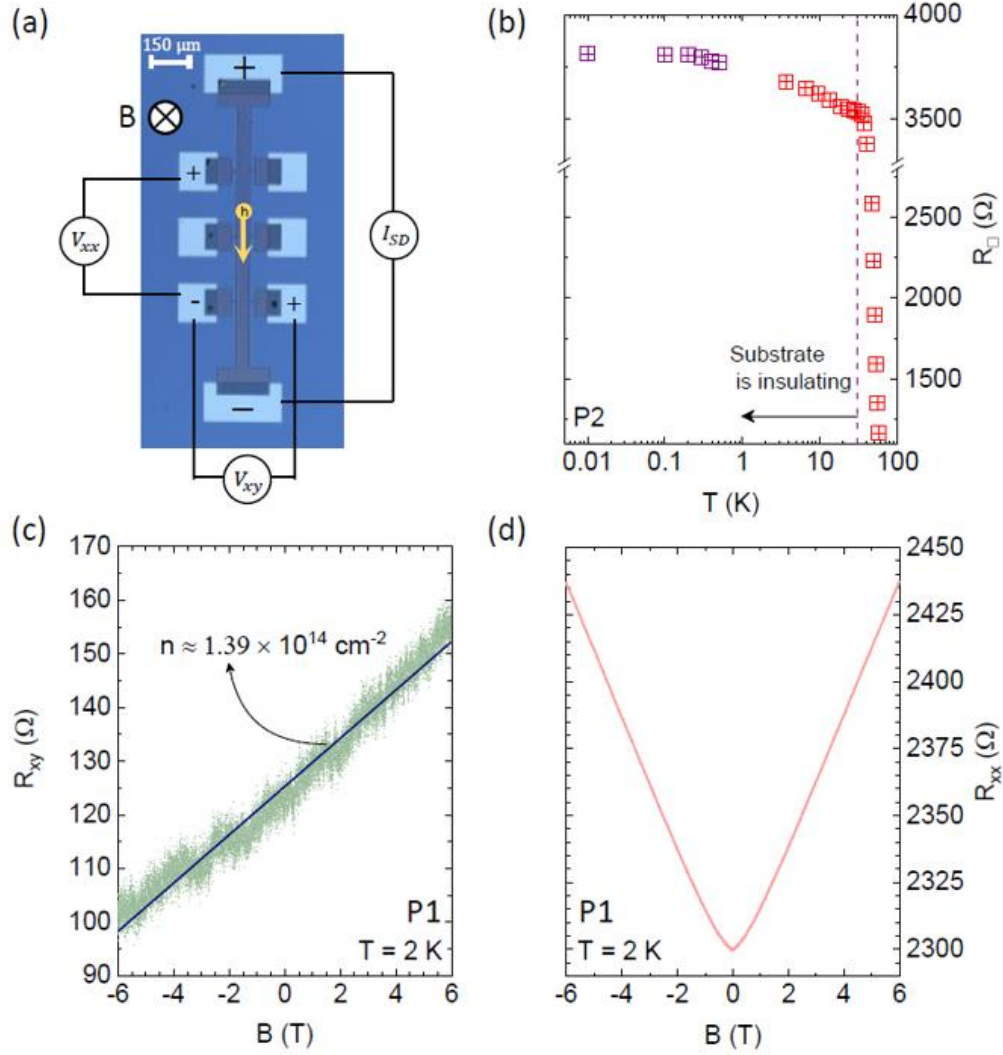 (a)
150 µm
+
B
+
h
V_xx
I_SD
-
+
−
V_xy
(b)
4000
3500
2500
2000
1500
R□ (Ω)
Substrate
is insulating
P2
0.01 0.1 1 10 100
T (K)
(c)
170
160
150
140
130
120
110
100
90
R_xy (Ω)
n ≈ 1.39 × 10^14 cm^-2
P1
T = 2 K
-6 -4 -2 0 2 4 6
B (T)
(d)
2450
2425
2400
2375
2350
2325
2300
R_xx (Ω)
P1
T = 2 K
-6 -4 -2 0 2 4 6
B (T)